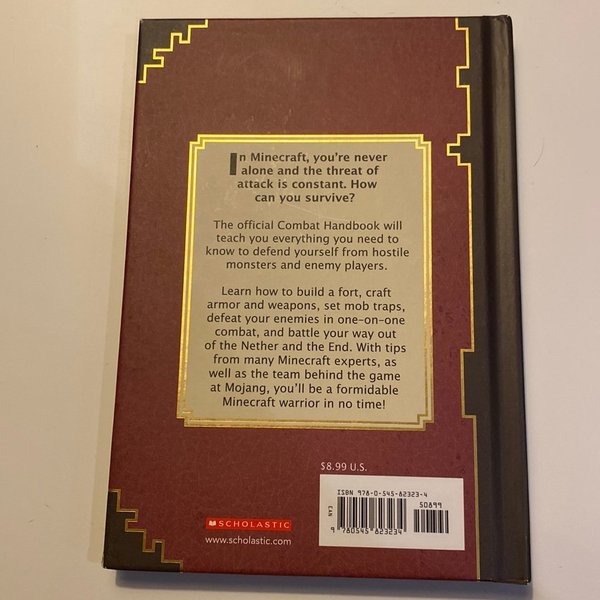 In Minecraft, you're never
alone and the threat of
attack is constant. How
can you survive?
The official Combat Handbook will
teach you everything you need to
know to defend yourself from hostile
monsters and enemy players.
Learn how to build a fort, craft
armor and weapons, set mob traps,
defeat your enemies in one-on-one
combat, and battle your way out
of the Nether and the End. With tips
from many Minecraft experts, as
well as the team behind the game
at Mojang, you'll be a formidable
Minecraft warrior in no time!
$8.99 U.S.
ISBN 978-0-545-82323-4
50899
EAN
9 780545 823234
SCHOLASTIC
www.scholastic.com